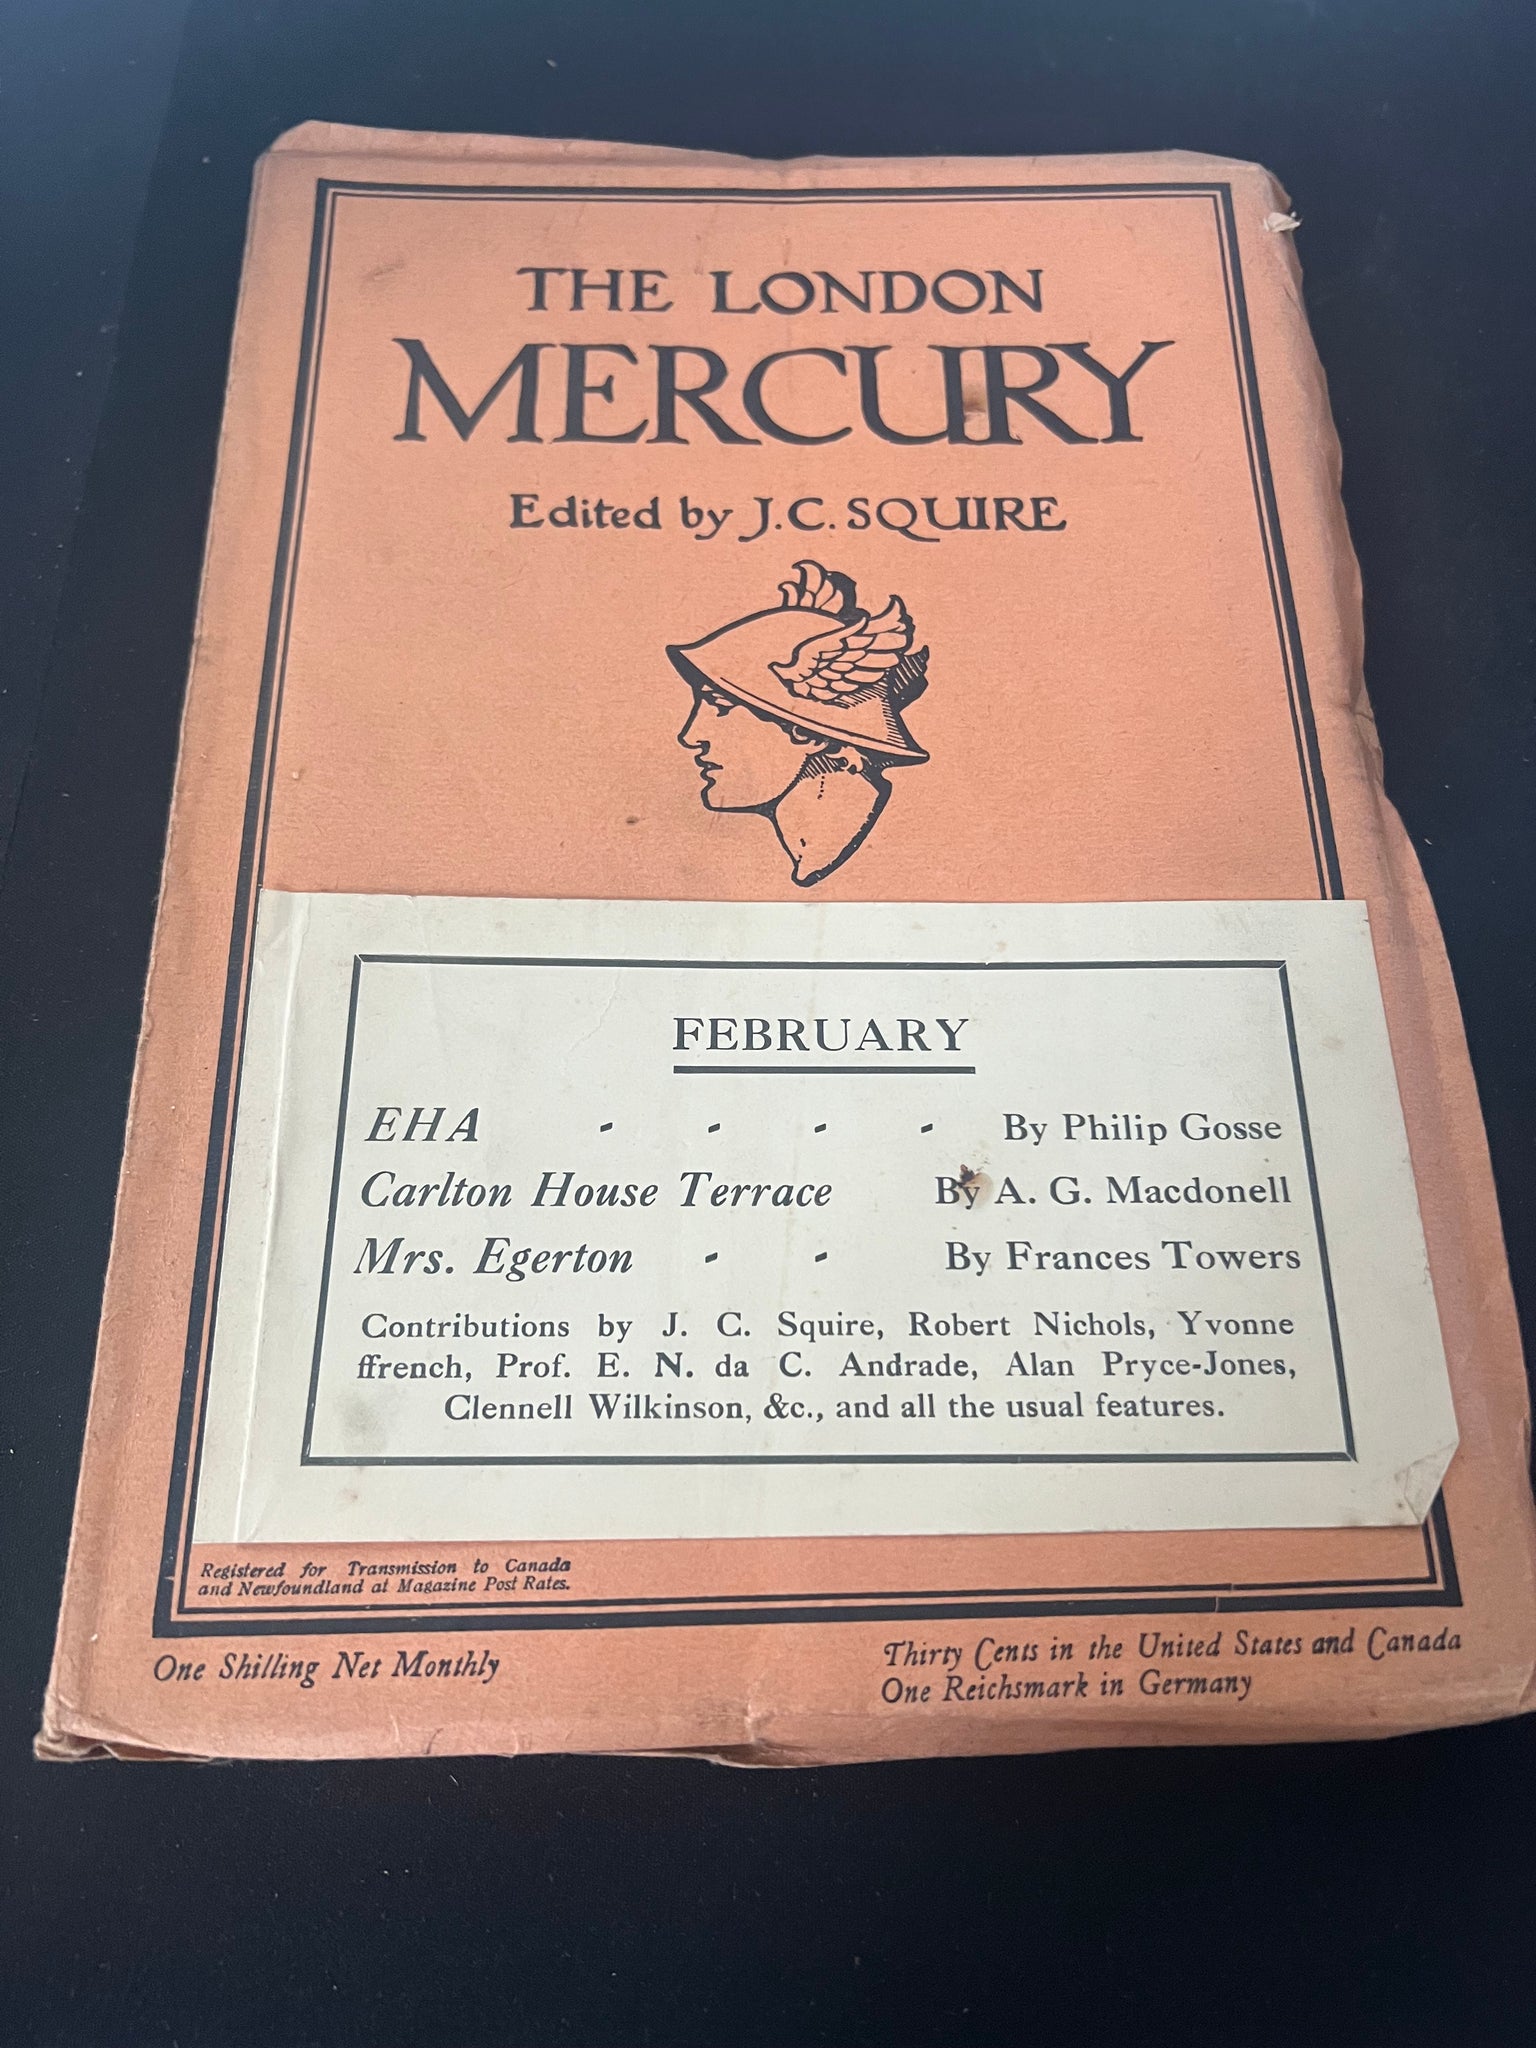 THE LONDON
MERCURY
Edited by J.C. SQUIRE
FEBRUARY
EHA - - - - By Philip Gosse
Carlton House Terrace By A. G. Macdonell
Mrs. Egerton - - By Frances Towers
Contributions by J. C. Squire, Robert Nichols, Yvonne
ffrench, Prof. E. N. da C. Andrade, Alan Pryce-Jones,
Clennell Wilkinson, &c., and all the usual features.
Registered for Transmission to Canada
and Newfoundland at Magazine Post Rates.
One Shilling Net Monthly
Thirty Cents in the United States and Canada
One Reichsmark in Germany